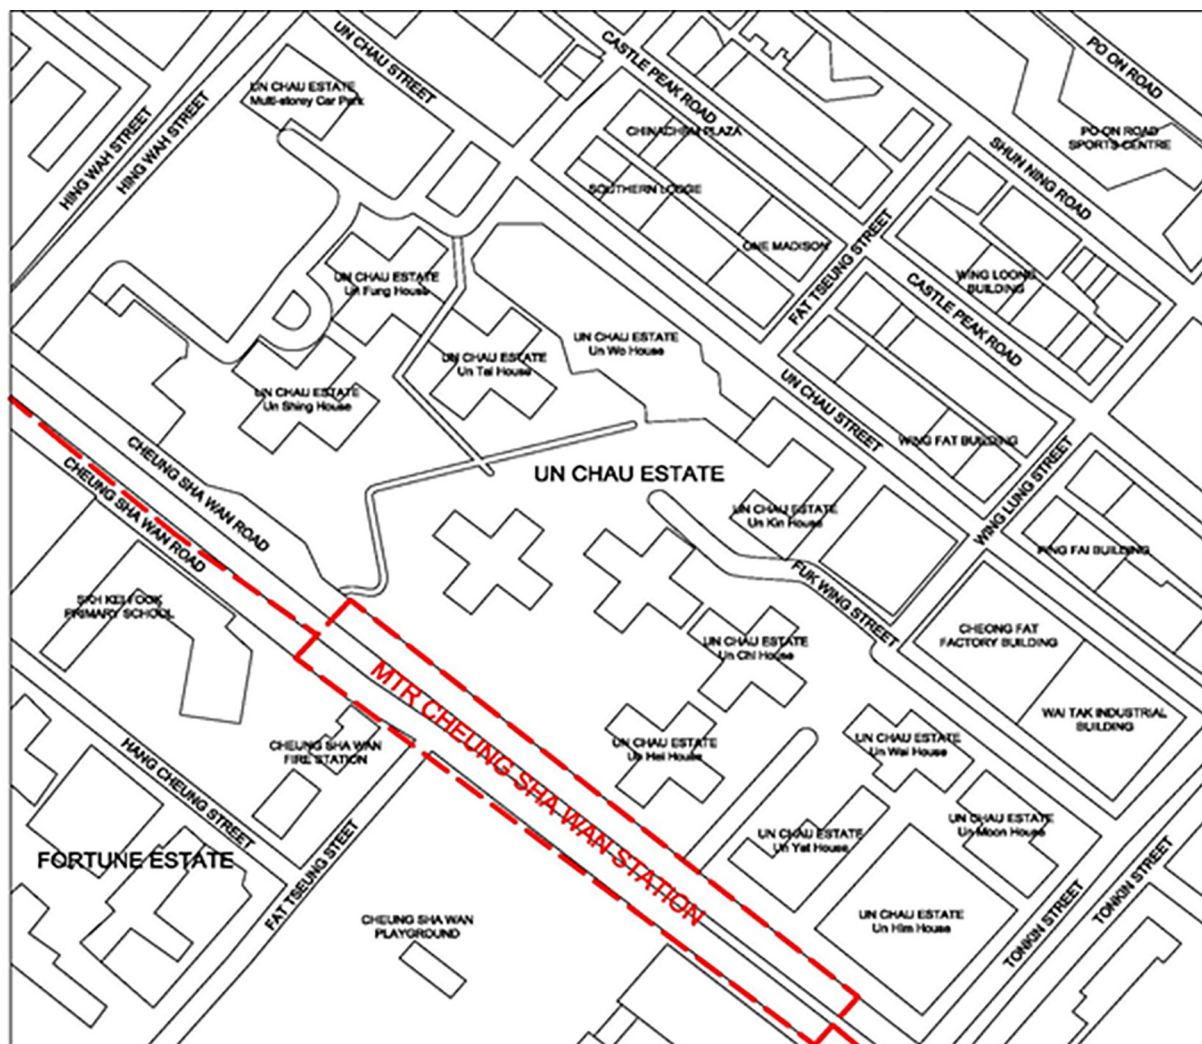 UN CHAU STREET
CASTLE PEAK ROAD
PO ON ROAD
UN CHAU ESTATE
Multi-storey Car Park
HING WAH STREET
HING WAH STREET
CHINACHEM PLAZA
PO ON ROAD
SPORTS CENTRE
SHUN NING ROAD
SOUTHERN LODGE
ONE MADISON
FAT TSEUNG STREET
WING LOONG
BUILDING
UN CHAU ESTATE
Un Fung House
CASTLE PEAK ROAD
UN CHAU ESTATE
Un Tai House
UN CHAU ESTATE
Un Wo House
UN CHAU ESTATE
Un Shing House
UN CHAU STREET
WING FAT BUILDING
CHEUNG SHA WAN ROAD
CHEUNG SHA WAN ROAD
UN CHAU ESTATE
WING LUNG STREET
UN CHAU ESTATE
Un Kin House
PING FAI BUILDING
FUK WING STREET
SKH KEI FOOK
PRIMARY SCHOOL
CHEONG FAT
FACTORY BUILDING
UN CHAU ESTATE
Un Chi House
MTR CHEUNG SHA WAN STATION
WAI TAK INDUSTRIAL
BUILDING
CHEUNG SHA WAN
FIRE STATION
UN CHAU ESTATE
Un Hei House
UN CHAU ESTATE
Un Wai House
HANG CHEUNG STREET
UN CHAU ESTATE
Un Yat House
UN CHAU ESTATE
Un Moon House
FORTUNE ESTATE
FAT TSEUNG STEET
TONKIN STREET
TONKIN STREET
CHEUNG SHA WAN
PLAYGROUND
UN CHAU ESTATE
Un Him House